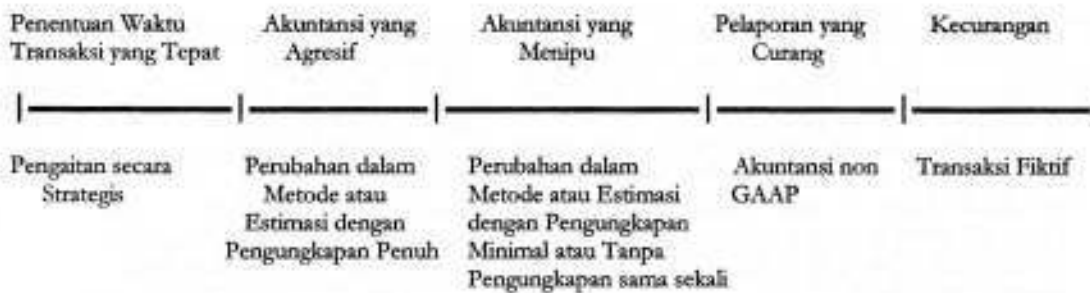 Penentuan Waktu
Transaksi yang Tepat
Akuntansi yang
Agresif
Akuntansi yang
Menipu
Pelaporan yang
Curang
Kecurangan
Pengaitan secara
Strategis
Perubahan dalam
Metode atau
Estimasi dengan
Pengungkapan Penuh
Perubahan dalam
Metode atau Estimasi
dengan Pengungkapan
Minimal atau Tanpa
Pengungkapan sama sekali
Akuntansi non
GAAP
Transaksi Fiktif